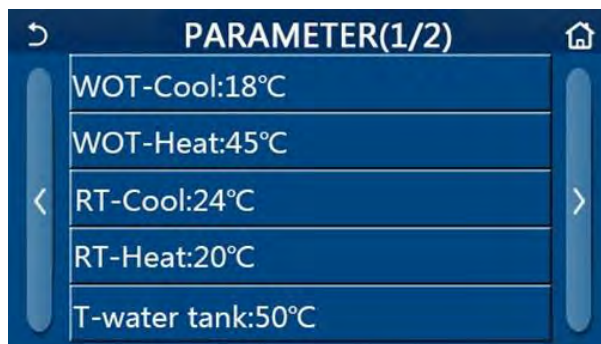 PARAMETER(1/2)
WOT-Cool:18℃
WOT-Heat:45℃
RT-Cool:24℃
RT-Heat:20℃
T-water tank:50℃